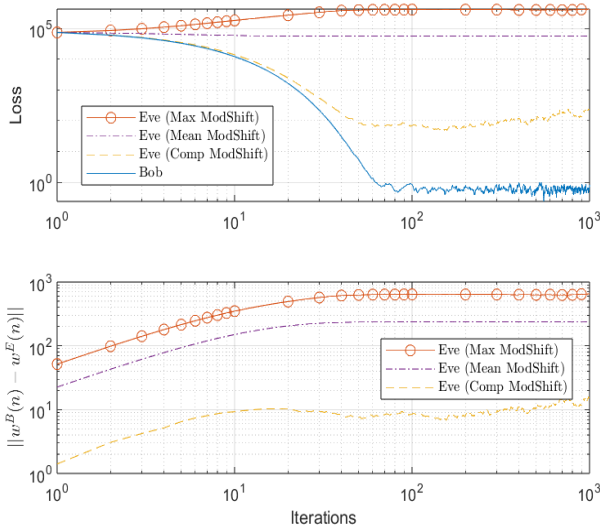 10^5
10^0
Loss
Eve (Max ModShift)
Eve (Mean ModShift)
Eve (Comp ModShift)
Bob
10^0 10^1 10^2 10^3
10^3
10^2
10^1
10^0
||w^B(n) − w^E(n)||
Eve (Max ModShift)
Eve (Mean ModShift)
Eve (Comp ModShift)
10^0 10^1 10^2 10^3
Iterations